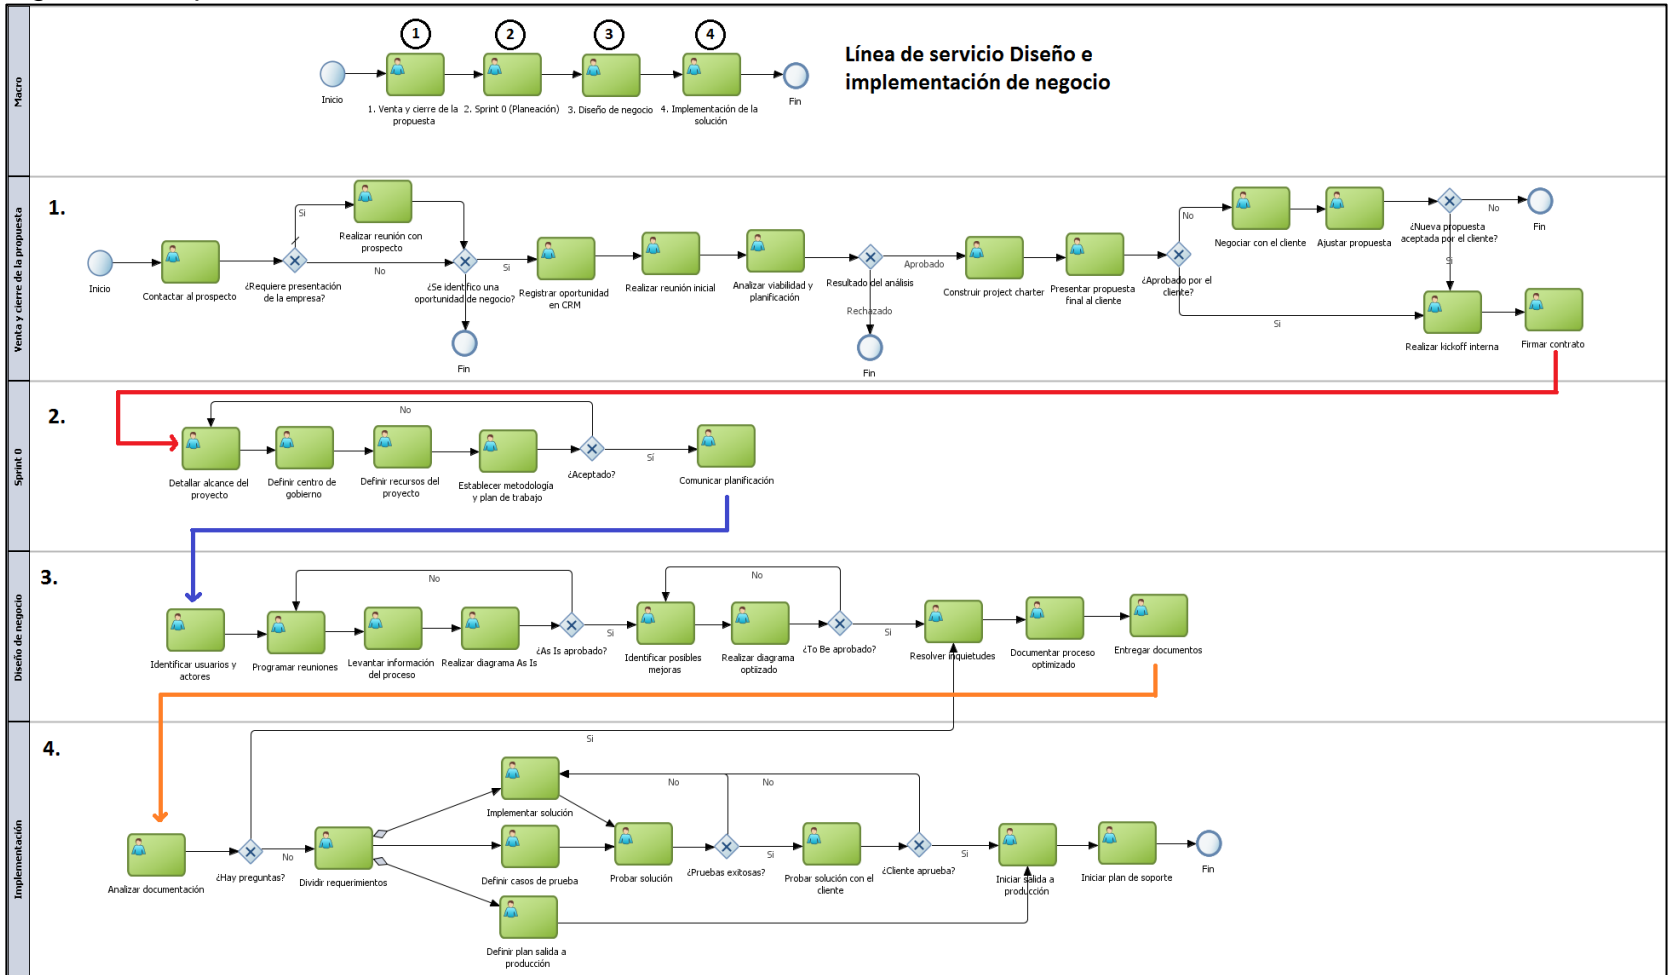 Macro
1
2
3
4
Línea de servicio Diseño e
implementación de negocio
Inicio
1. Venta y cierre de la
propuesta
2. Sprint 0 (Planeación)
3. Diseño de negocio
4. Implementación de la
solución
Fin
Venta y cierre de la propuesta
1.
Inicio
Contactar al prospecto
¿Requiere presentación
de la empresa?
Si
No
Realizar reunión con
prospecto
¿Se identifico una
oportunidad de negocio?
Si
Fin
Registrar oportunidad
en CRM
Realizar reunión inicial
Analizar viabilidad y
planificación
Resultado del análisis
Aprobado
Rechazado
Fin
Construir project charter
Presentar propuesta
final al cliente
¿Aprobado por el
cliente?
No
Si
Negociar con el cliente
Ajustar propuesta
¿Nueva propuesta
aceptada por el cliente?
No
Fin
Si
Realizar kickoff interna
Firmar contrato
Sprint 0
2.
No
Detallar alcance del
proyecto
Definir centro de
gobierno
Definir recursos del
proyecto
Establecer metodología
y plan de trabajo
¿Aceptado?
Sí
Comunicar planificación
Diseño de negocio
3.
Identificar usuarios y
actores
Programar reuniones
No
Levantar información
del proceso
Realizar diagrama As Is
¿As Is aprobado?
Si
Identificar posibles
mejoras
No
Realizar diagrama
optiizado
¿To Be aprobado?
Si
Resolver inquietudes
Documentar proceso
optimizado
Entregar documentos
Implementación
4.
Si
Analizar documentación
¿Hay preguntas?
No
Dividir requerimientos
Implementar solución
Definir casos de prueba
Definir plan salida a
producción
Probar solución
No
No
¿Pruebas exitosas?
Si
Probar solución con el
cliente
¿Cliente aprueba?
Si
Iniciar salida a
producción
Iniciar plan de soporte
Fin